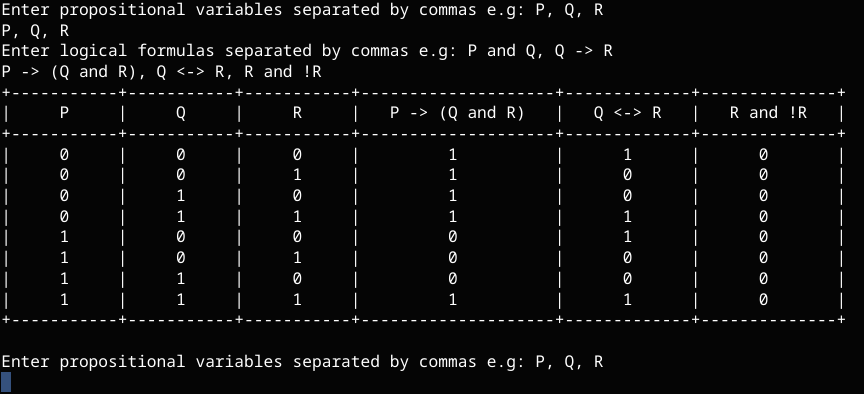 Enter propositional variables separated by commas e.g: P, Q, R
P, Q, R
Enter logical formulas separated by commas e.g: P and Q, Q -> R
P -> (Q and R), Q <-> R, R and !R
+-----------+-----------+-----------+--------------------+-------------+--------------+
| P | Q | R | P -> (Q and R) | Q <-> R | R and !R |
+-----------+-----------+-----------+--------------------+-------------+--------------+
| 0 | 0 | 0 | 1 | 1 | 0 |
| 0 | 0 | 1 | 1 | 0 | 0 |
| 0 | 1 | 0 | 1 | 0 | 0 |
| 0 | 1 | 1 | 1 | 1 | 0 |
| 1 | 0 | 0 | 0 | 1 | 0 |
| 1 | 0 | 1 | 0 | 0 | 0 |
| 1 | 1 | 0 | 0 | 0 | 0 |
| 1 | 1 | 1 | 1 | 1 | 0 |
+-----------+-----------+-----------+--------------------+-------------+--------------+
Enter propositional variables separated by commas e.g: P, Q, R